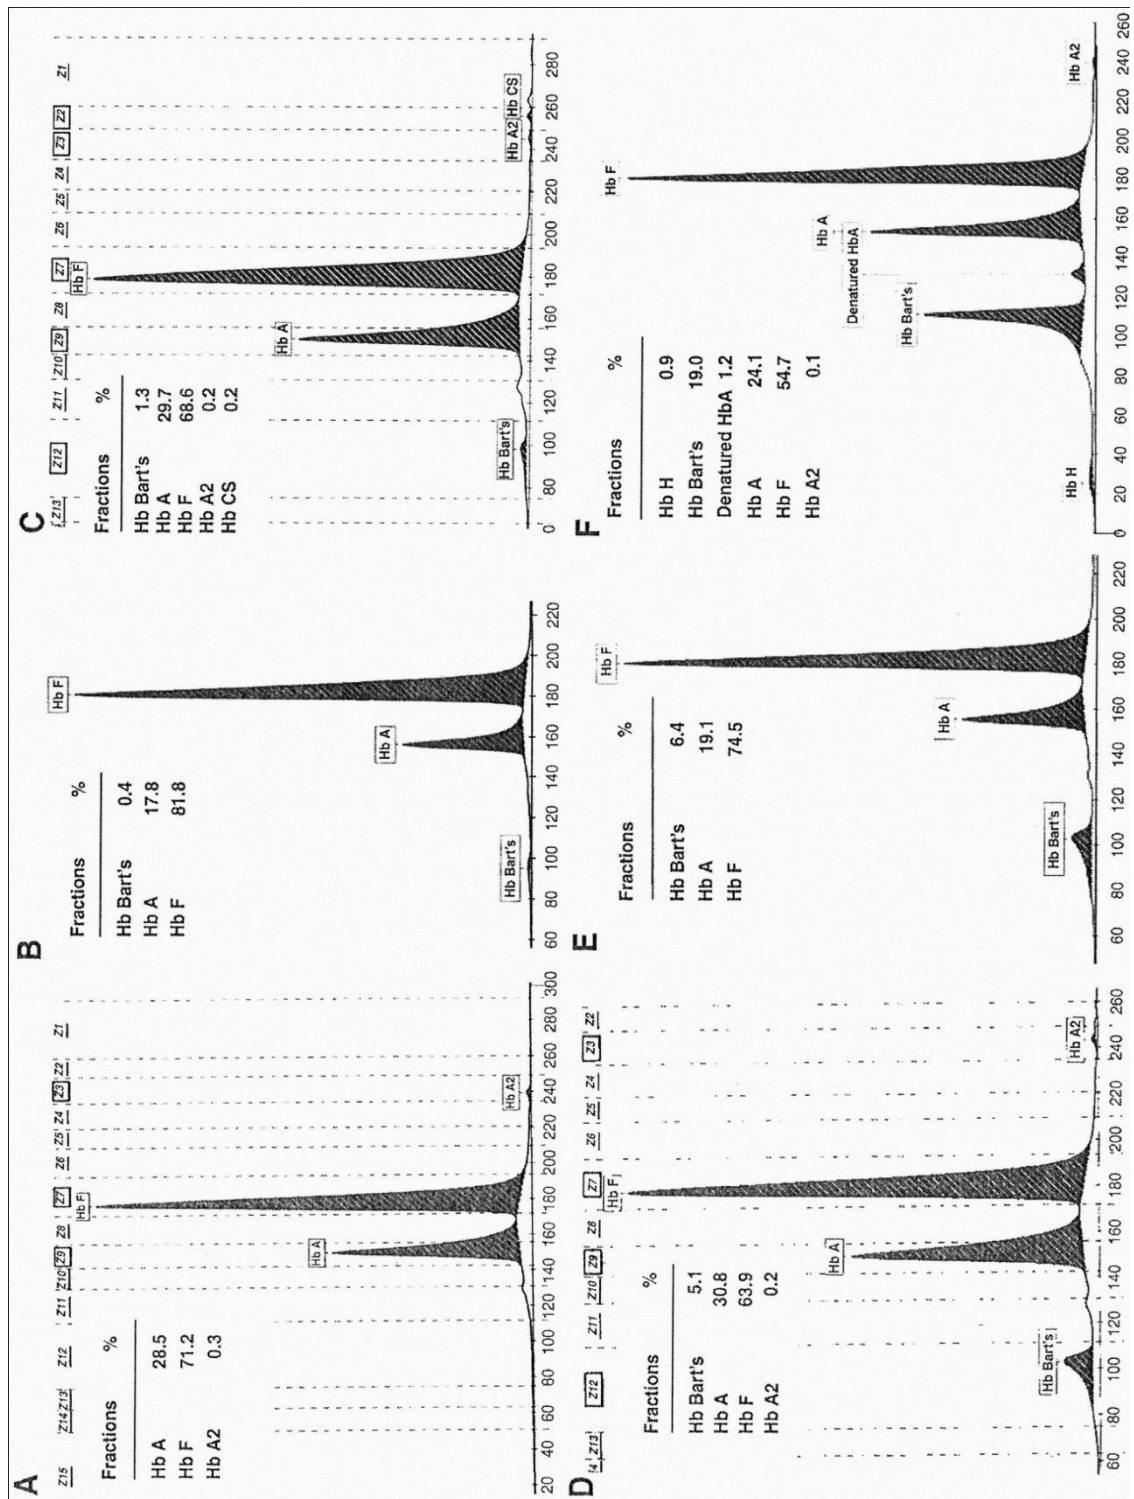 A
Z15 Z14 Z13 Z12 Z11 Z10 Z9 Z8 Z7 Z6 Z5 Z4 Z3 Z2 Z1
Fractions %
Hb A 28.5
Hb F 71.2
Hb A2 0.3
Hb A
Hb F
Hb A2
20 40 60 80 100 120 140 160 180 200 220 240 260 280 300
B
Fractions %
Hb Bart's 0.4
Hb A 17.8
Hb F 81.8
Hb Bart's
Hb A
Hb F
60 80 100 120 140 160 180 200 220
C
Z13 Z12 Z11 Z10 Z9 Z8 Z7 Z6 Z5 Z4 Z3 Z2 Z1
Fractions %
Hb Bart's 1.3
Hb A 29.7
Hb F 68.6
Hb A2 0.2
Hb CS 0.2
Hb Bart's
Hb A
Hb F
Hb A2
Hb CS
0 80 100 120 140 160 180 200 220 240 260 280
D
4 Z13 Z12 Z11 Z10 Z9 Z8 Z7 Z6 Z5 Z4 Z3 Z2
Fractions %
Hb Bart's 5.1
Hb A 30.8
Hb F 63.9
Hb A2 0.2
Hb Bart's
Hb A
Hb F
Hb A2
60 80 100 120 140 160 180 200 220 240 260
E
Fractions %
Hb Bart's 6.4
Hb A 19.1
Hb F 74.5
Hb Bart's
Hb A
Hb F
60 80 100 120 140 160 180 200 220
F
Fractions %
Hb H 0.9
Hb Bart's 19.0
Denatured HbA 1.2
Hb A 24.1
Hb F 54.7
Hb A2 0.1
Hb H
Hb Bart's
Denatured HbA
Hb A
Hb F
Hb A2
0 20 40 60 80 100 120 140 160 180 200 220 240 260